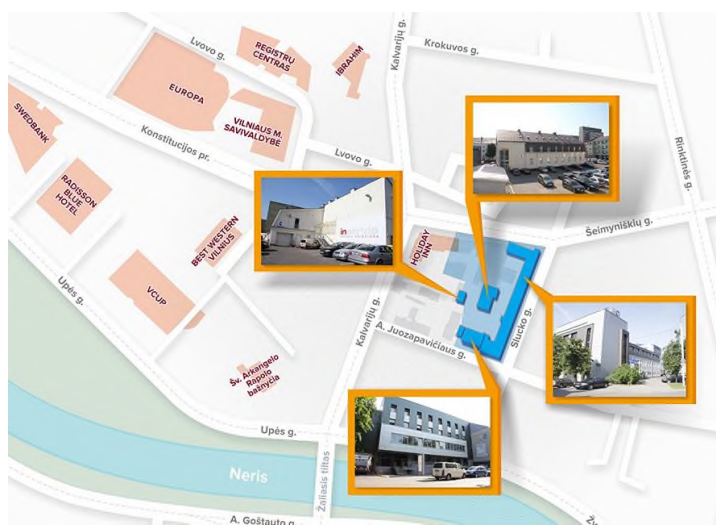 Lvovo g.
REGISTRU
CENTRAS
IBRAHIM
Kalvarijų g.
Krokuvos g.
EUROPA
VILNIAUS M.
SAVIVALDYBĖ
SWEDBANK
Konstitucijos pr.
Lvovo g.
Rinktinės g.
RADISSON
BLUE
HOTEL
BEST WESTERN
VILNIUS
HOLIDAY
INN
Šeimyniškių g.
Upės g.
VCUP
Kalvarijų g.
A. Juozapavičiaus g.
Slucko g.
Šv. Arkangelo
Rapolo
bažnyčia
Upės g.
Neris
Žaliasis tiltas
A. Goštauto g.